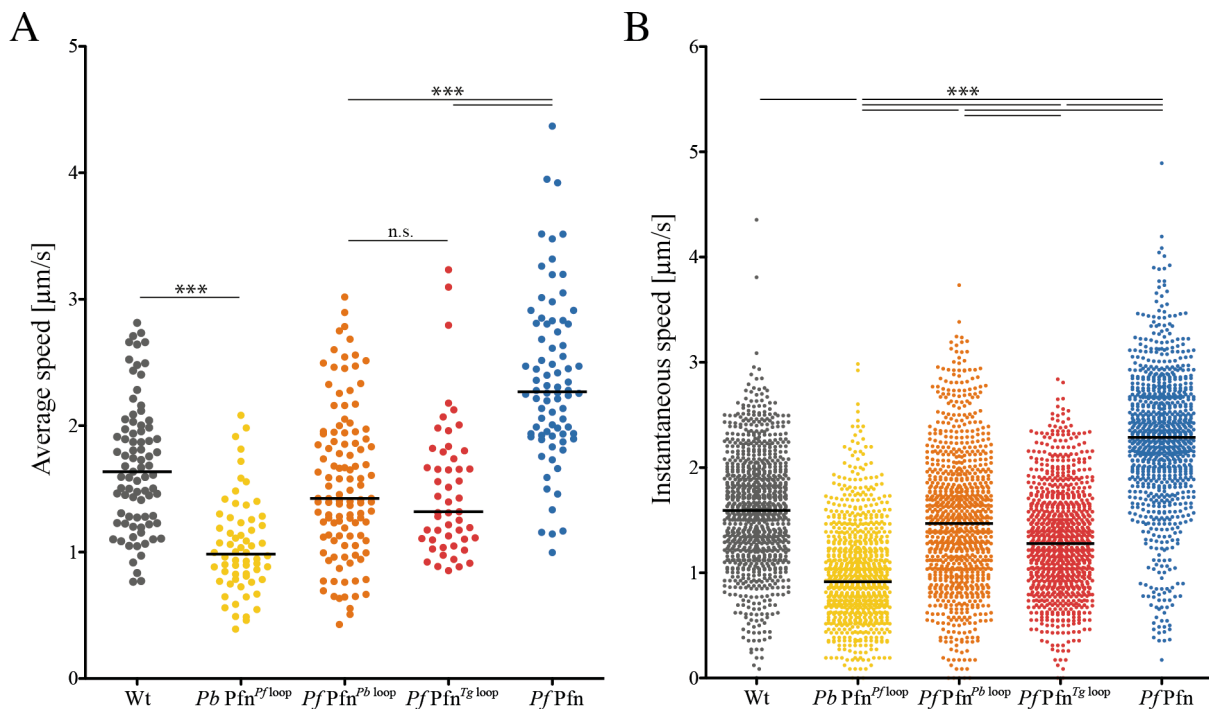 A
Average speed [μm/s]
5
4
3
2
1
0
***
***
n.s.
Wt
Pb Pfn^Pf loop
Pf Pfn^Pb loop
Pf Pfn^Tg loop
Pf Pfn
B
Instantaneous speed [μm/s]
6
5
4
3
2
1
0
***
Wt
Pb Pfn^Pf loop
Pf Pfn^Pb loop
Pf Pfn^Tg loop
Pf Pfn